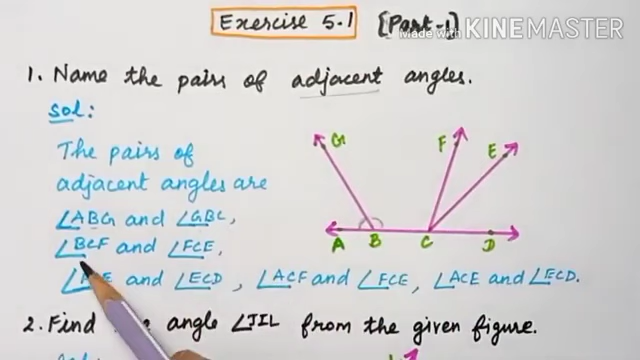 Exercise 5.1 [Part-1]
Made with KINEMASTER
1. Name the pairs of adjacent angles.
Sol:
The pairs of
adjacent angles are
∠ABG and ∠GBC,
∠BCF and ∠FCE,
and ∠ECD, ∠ACF and ∠FCE, ∠ACE and ∠ECD.
G F E
A B C D
2. Find angle ∠JIL from the given figure.